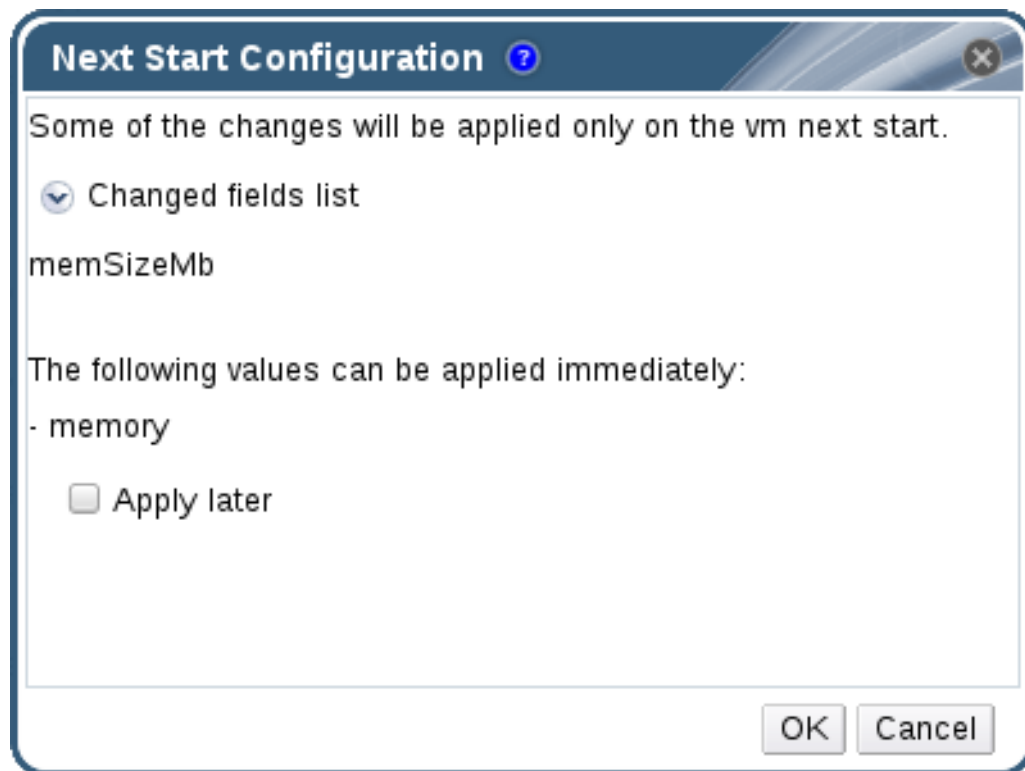 Next Start Configuration ?
Some of the changes will be applied only on the vm next start.
Changed fields list
memSizeMb
The following values can be applied immediately:
- memory
Apply later
OK Cancel